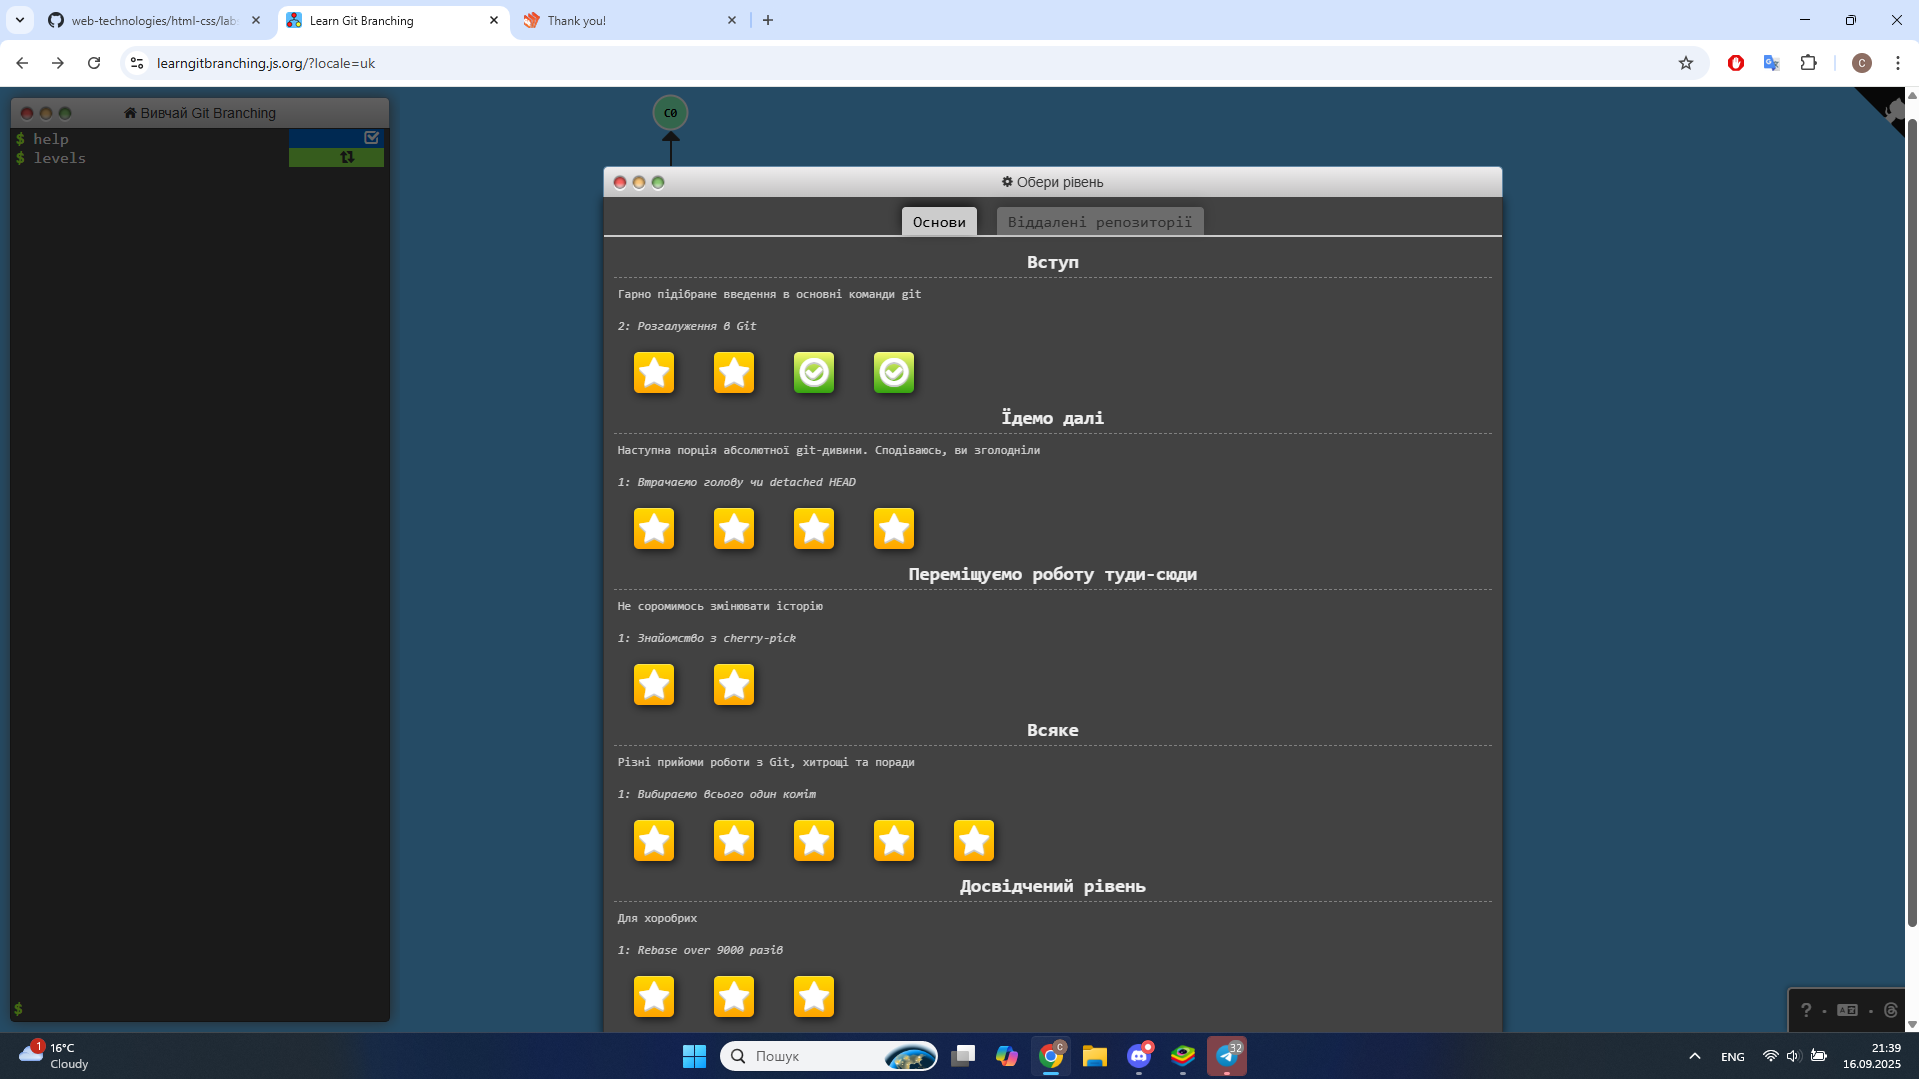 web-technologies/html-css/lab
Learn Git Branching
Thank you!
learngitbranching.js.org/?locale=uk
C
Вивчай Git Branching
$ help
$ levels
$
C0
Обери рівень
Основи
Віддалені репозиторії
Вступ
Гарно підібране введення в основні команди git
2: Розгалуження в Git
Їдемо далі
Наступна порція абсолютної git-дивини. Сподіваюсь, ви зголодніли
1: Втрачаємо голову чи detached HEAD
Переміщуємо роботу туди-сюди
Не соромимось змінювати історію
1: Знайомство з cherry-pick
Всяке
Різні прийоми роботи з Git, хитрощі та поради
1: Вибираємо всього один коміт
Досвідчений рівень
Для хоробрих
1: Rebase over 9000 разів
?
1
16°C
Cloudy
Пошук
C
32
ENG
21:39
16.09.2025